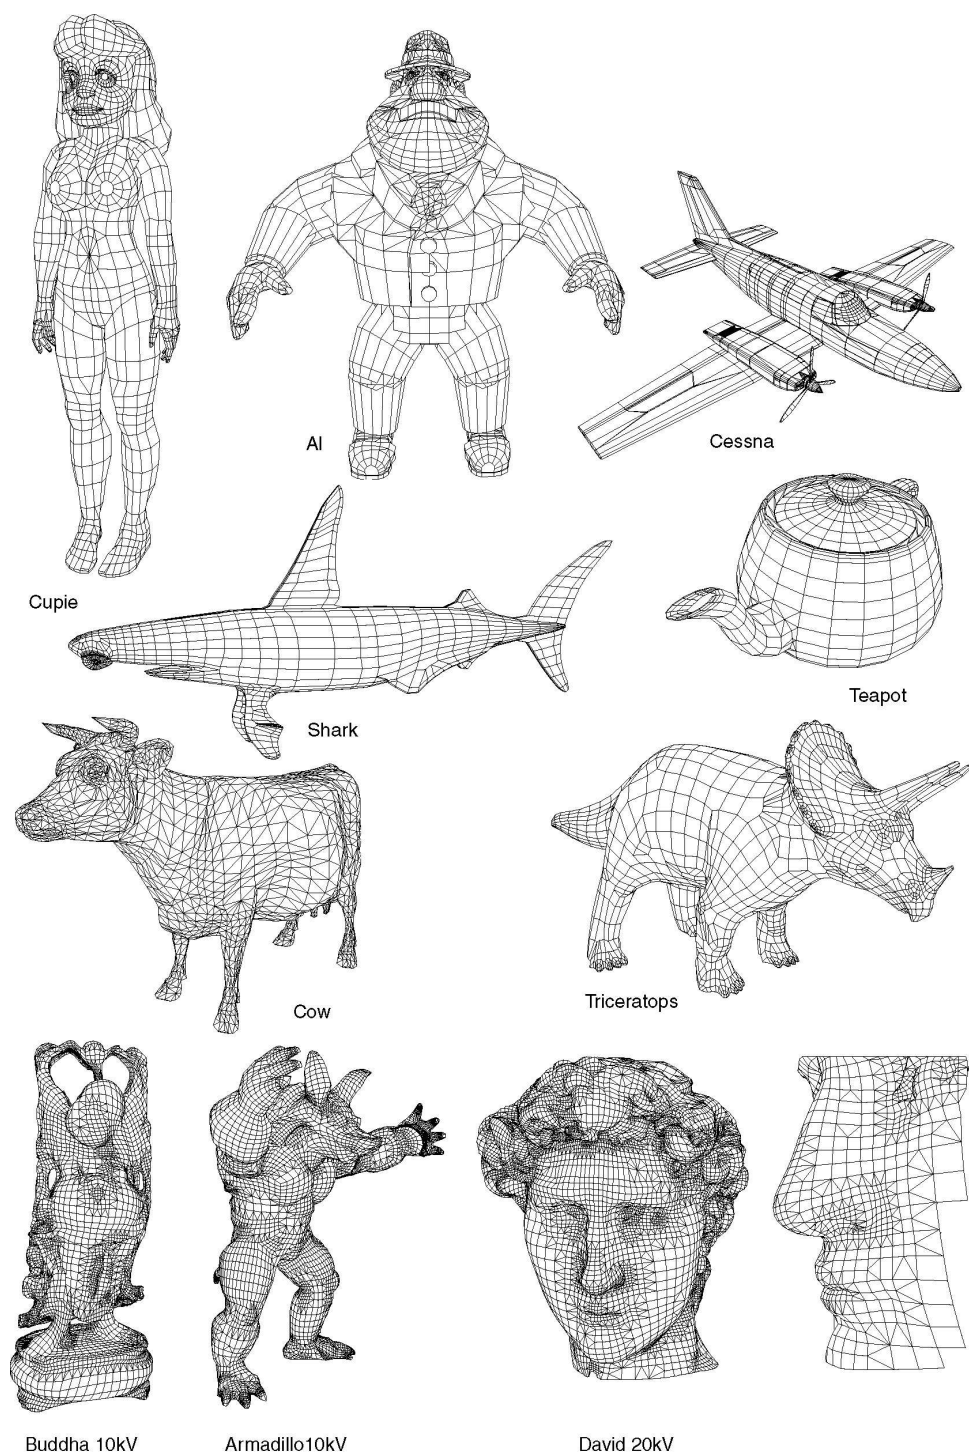 Al
Cessna
Cupie
Teapot
Shark
Cow
Triceratops
Buddha 10kV
Armadillo10kV
David 20kV